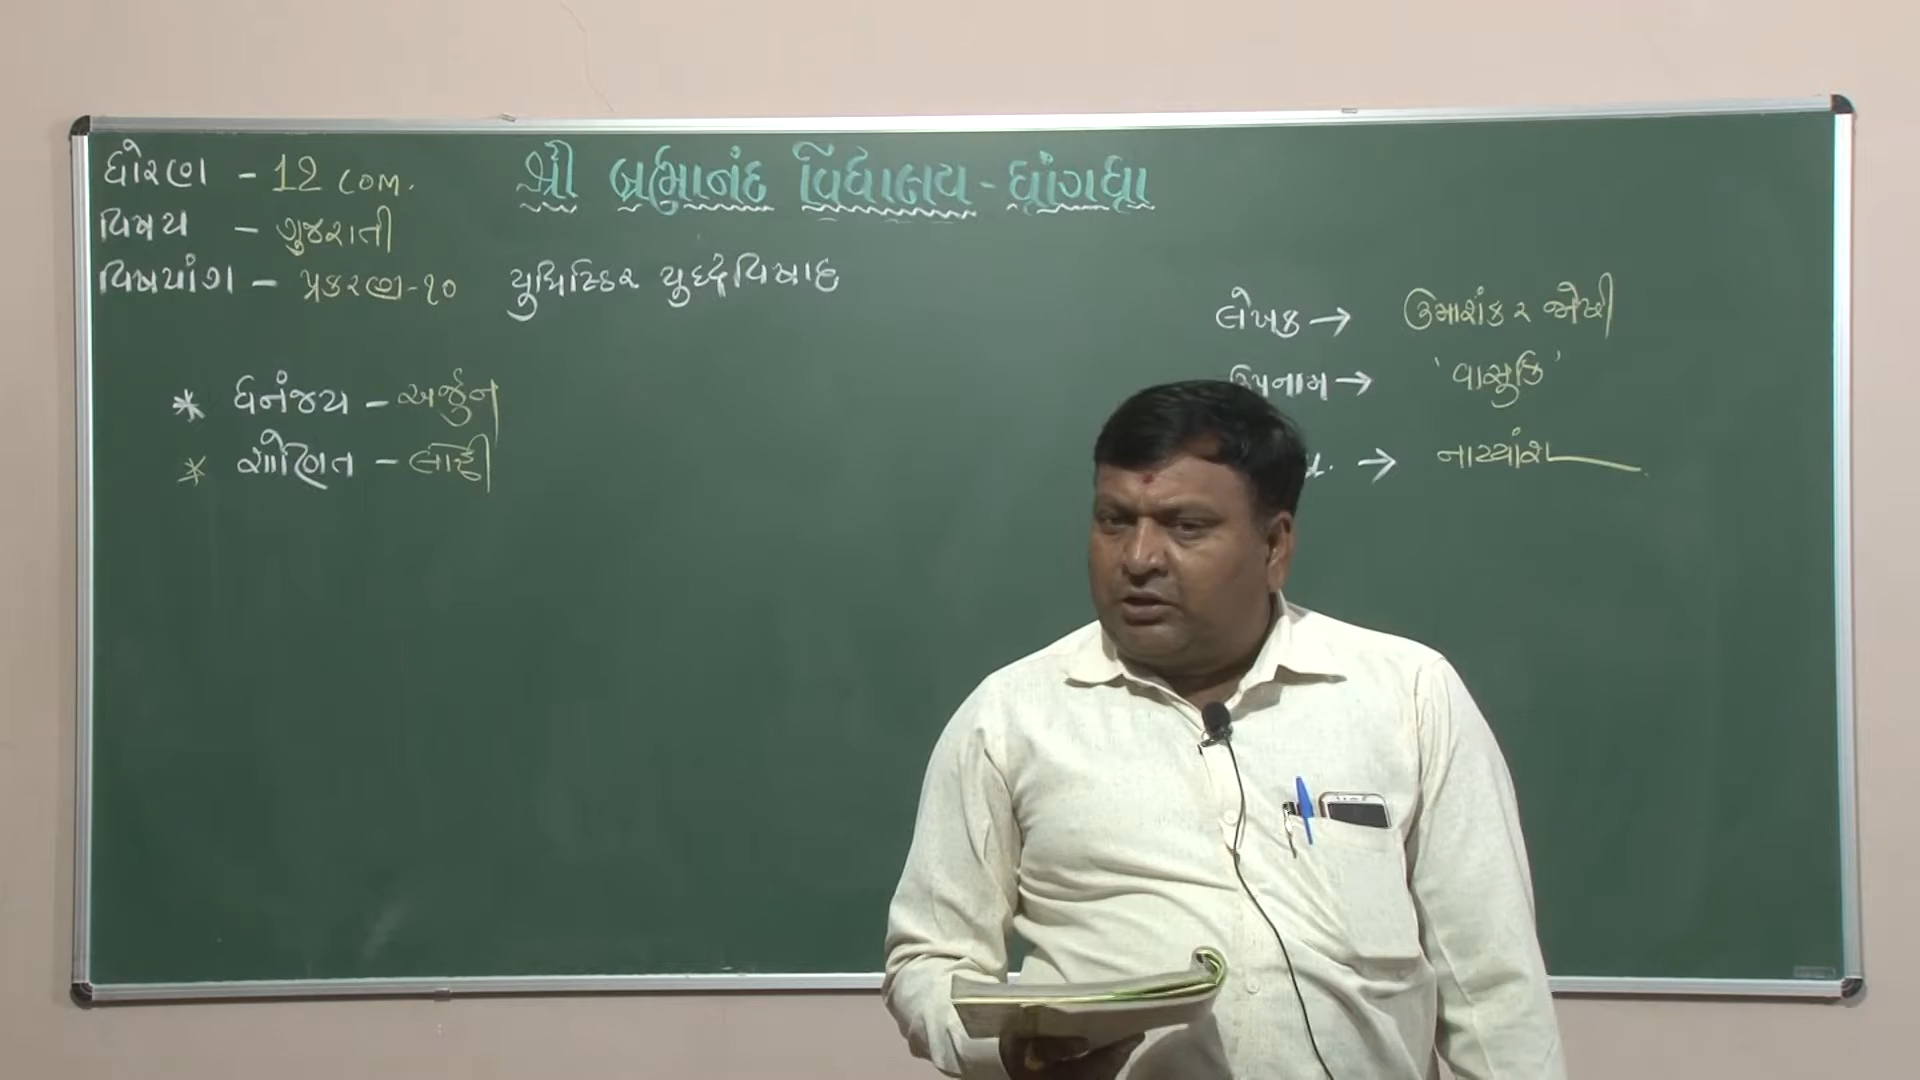 ધોરણ - 12 com.
શ્રી બ્રહ્માનંદ વિદ્યાલય - ધ્રાંગધ્રા
વિષય - ગુજરાતી
વિષયાંગ - પ્રકરણ-૧૦ યુધિષ્ઠિર યુદ્ધવિષાદ
લેખક → ઉમાશંકર જોષી
ઉપનામ → 'વાસુકિ'
→ નાટ્યાંશ
* ધનંજય - અર્જુન
* શોણિત - લોહી